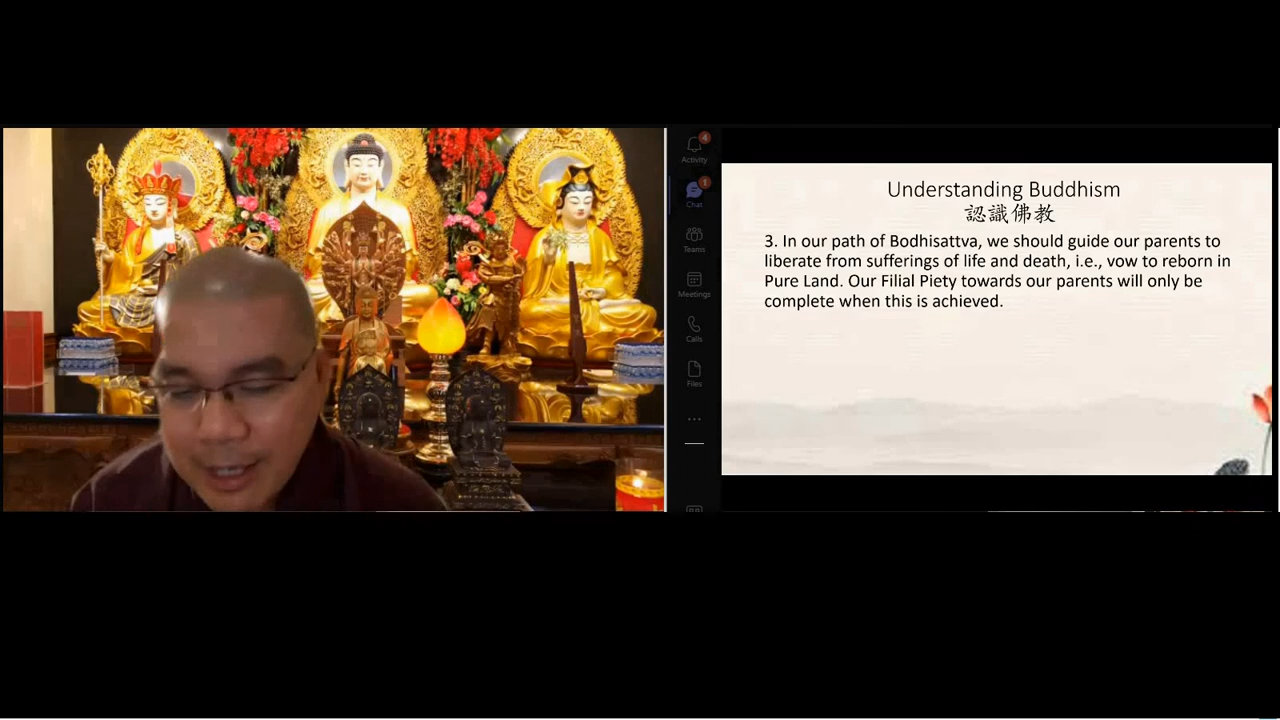 4
Activity
1
Chat
Teams
Meetings
Calls
Files
Understanding Buddhism
認識佛教
3. In our path of Bodhisattva, we should guide our parents to
liberate from sufferings of life and death, i.e., vow to reborn in
Pure Land. Our Filial Piety towards our parents will only be
complete when this is achieved.